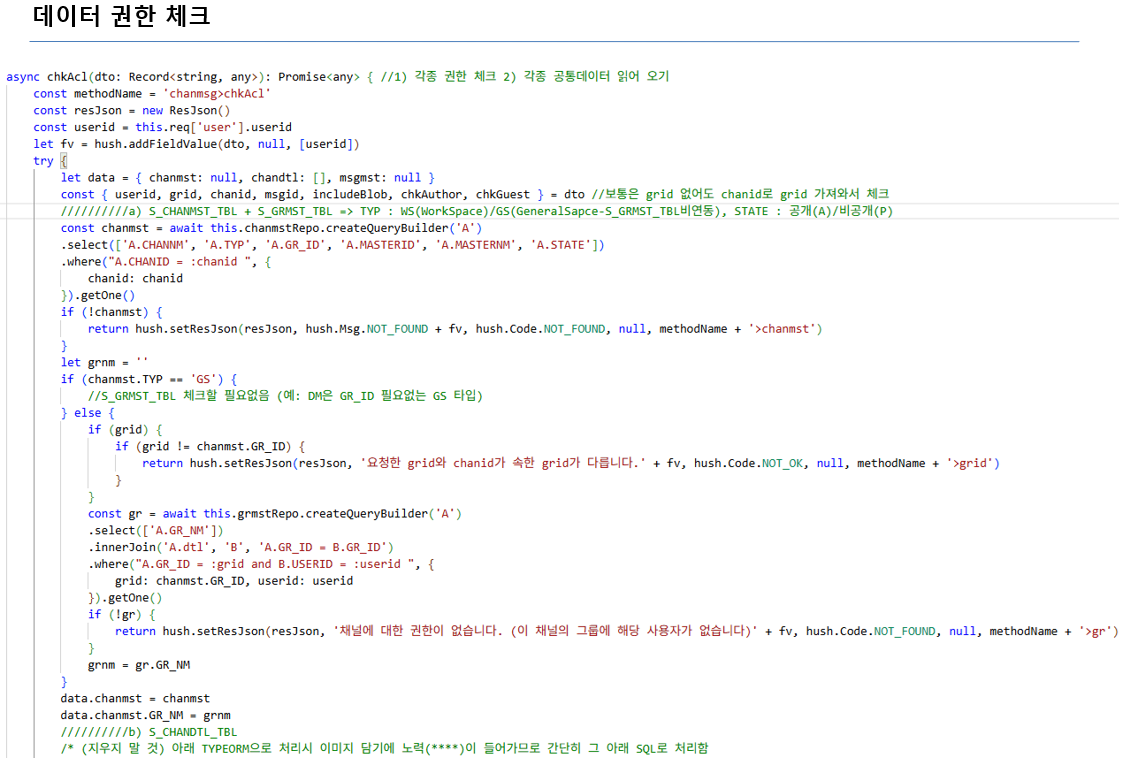 데이터 권한 체크
async chkAcl(dto: Record<string, any>): Promise<any> { //1) 각종 권한 체크 2) 각종 공통데이터 읽어 오기
const methodName = 'chanmsg>chkAcl'
const resJson = new ResJson()
const userid = this.req['user'].userid
let fv = hush.addFieldValue(dto, null, [userid])
try {
let data = { chanmst: null, chandtl: [], msgmst: null }
const { userid, grid, chanid, msgid, includeBlob, chkAuthor, chkGuest } = dto //보통은 grid 없어도 chanid로 grid 가져와서 체크
//////////a) S_CHANMST_TBL + S_GRMST_TBL => TYP : WS(WorkSpace)/GS(GeneralSapce-S_GRMST_TBL비연동), STATE : 공개(A)/비공개(P)
const chanmst = await this.chanmstRepo.createQueryBuilder('A')
.select(['A.CHANNM', 'A.TYP', 'A.GR_ID', 'A.MASTERID', 'A.MASTERNM', 'A.STATE'])
.where("A.CHANID = :chanid ", {
chanid: chanid
}).getOne()
if (!chanmst) {
return hush.setResJson(resJson, hush.Msg.NOT_FOUND + fv, hush.Code.NOT_FOUND, null, methodName + '>chanmst')
}
let grnm = ''
if (chanmst.TYP == 'GS') {
//S_GRMST_TBL 체크할 필요없음 (예: DM은 GR_ID 필요없는 GS 타입)
} else {
if (grid) {
if (grid != chanmst.GR_ID) {
return hush.setResJson(resJson, '요청한 grid와 chanid가 속한 grid가 다릅니다.' + fv, hush.Code.NOT_OK, null, methodName + '>grid')
}
}
const gr = await this.grmstRepo.createQueryBuilder('A')
.select(['A.GR_NM'])
.innerJoin('A.dtl', 'B', 'A.GR_ID = B.GR_ID')
.where("A.GR_ID = :grid and B.USERID = :userid ", {
grid: chanmst.GR_ID, userid: userid
}).getOne()
if (!gr) {
return hush.setResJson(resJson, '채널에 대한 권한이 없습니다. (이 채널의 그룹에 해당 사용자가 없습니다)' + fv, hush.Code.NOT_FOUND, null, methodName + '>gr')
}
grnm = gr.GR_NM
}
data.chanmst = chanmst
data.chanmst.GR_NM = grnm
//////////b) S_CHANDTL_TBL
/* (지우지 말 것) 아래 TYPEORM으로 처리시 이미지 담기에 노력(****)이 들어가므로 간단히 그 아래 SQL로 처리함